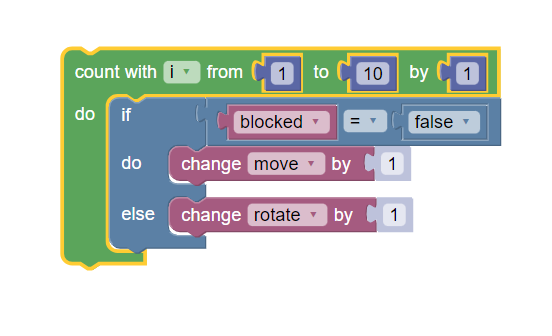 count with i from 1 to 10 by 1
do if blocked = false
do change move by 1
else change rotate by 1